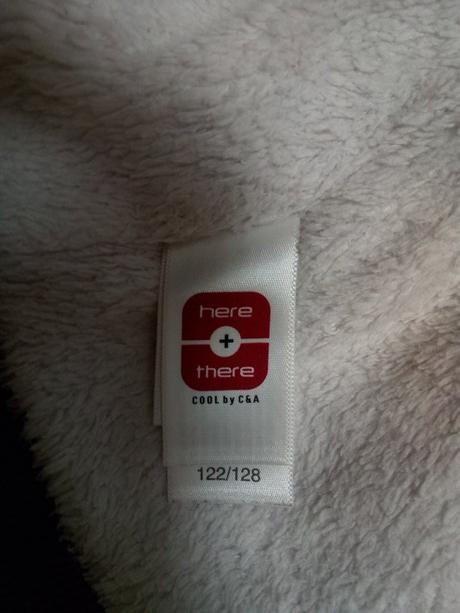 here
+
there
COOL by C&A
122/128